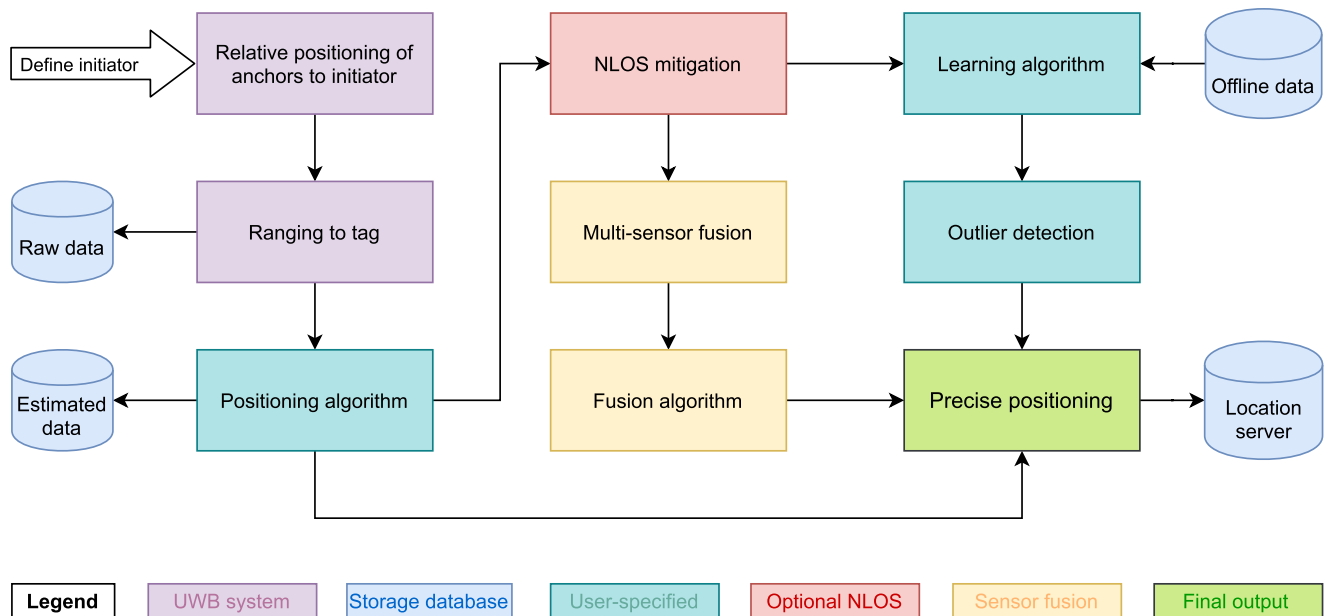 Define initiator
Relative positioning of
anchors to initiator
NLOS mitigation
Learning algorithm
Offline data
Raw data
Ranging to tag
Multi-sensor fusion
Outlier detection
Estimated
data
Positioning algorithm
Fusion algorithm
Precise positioning
Location
server
Legend
UWB system
Storage database
User-specified
Optional NLOS
Sensor fusion
Final output